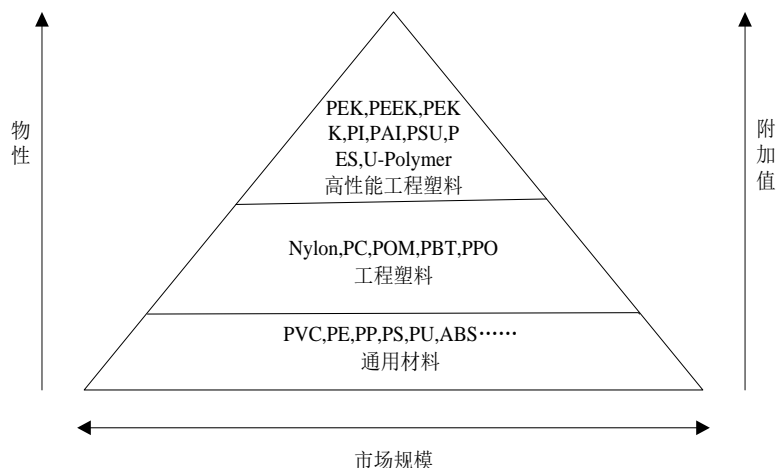 PEK,PEEK,PEK
K,PI,PAI,PSU,P
ES,U-Polymer
高性能工程塑料
物性
附加值
Nylon,PC,POM,PBT,PPO
工程塑料
PVC,PE,PP,PS,PU,ABS……
通用材料
市场规模